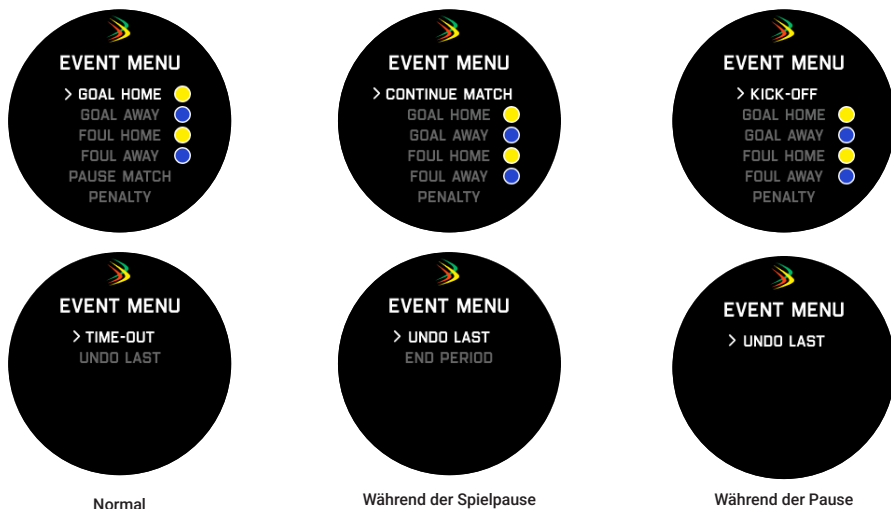 EVENT MENU
> GOAL HOME
GOAL AWAY
FOUL HOME
FOUL AWAY
PAUSE MATCH
PENALTY
EVENT MENU
> CONTINUE MATCH
GOAL HOME
GOAL AWAY
FOUL HOME
FOUL AWAY
PENALTY
EVENT MENU
> KICK-OFF
GOAL HOME
GOAL AWAY
FOUL HOME
FOUL AWAY
PENALTY
EVENT MENU
> TIME-OUT
UNDO LAST
EVENT MENU
> UNDO LAST
END PERIOD
EVENT MENU
> UNDO LAST
Normal
Während der Spielpause
Während der Pause